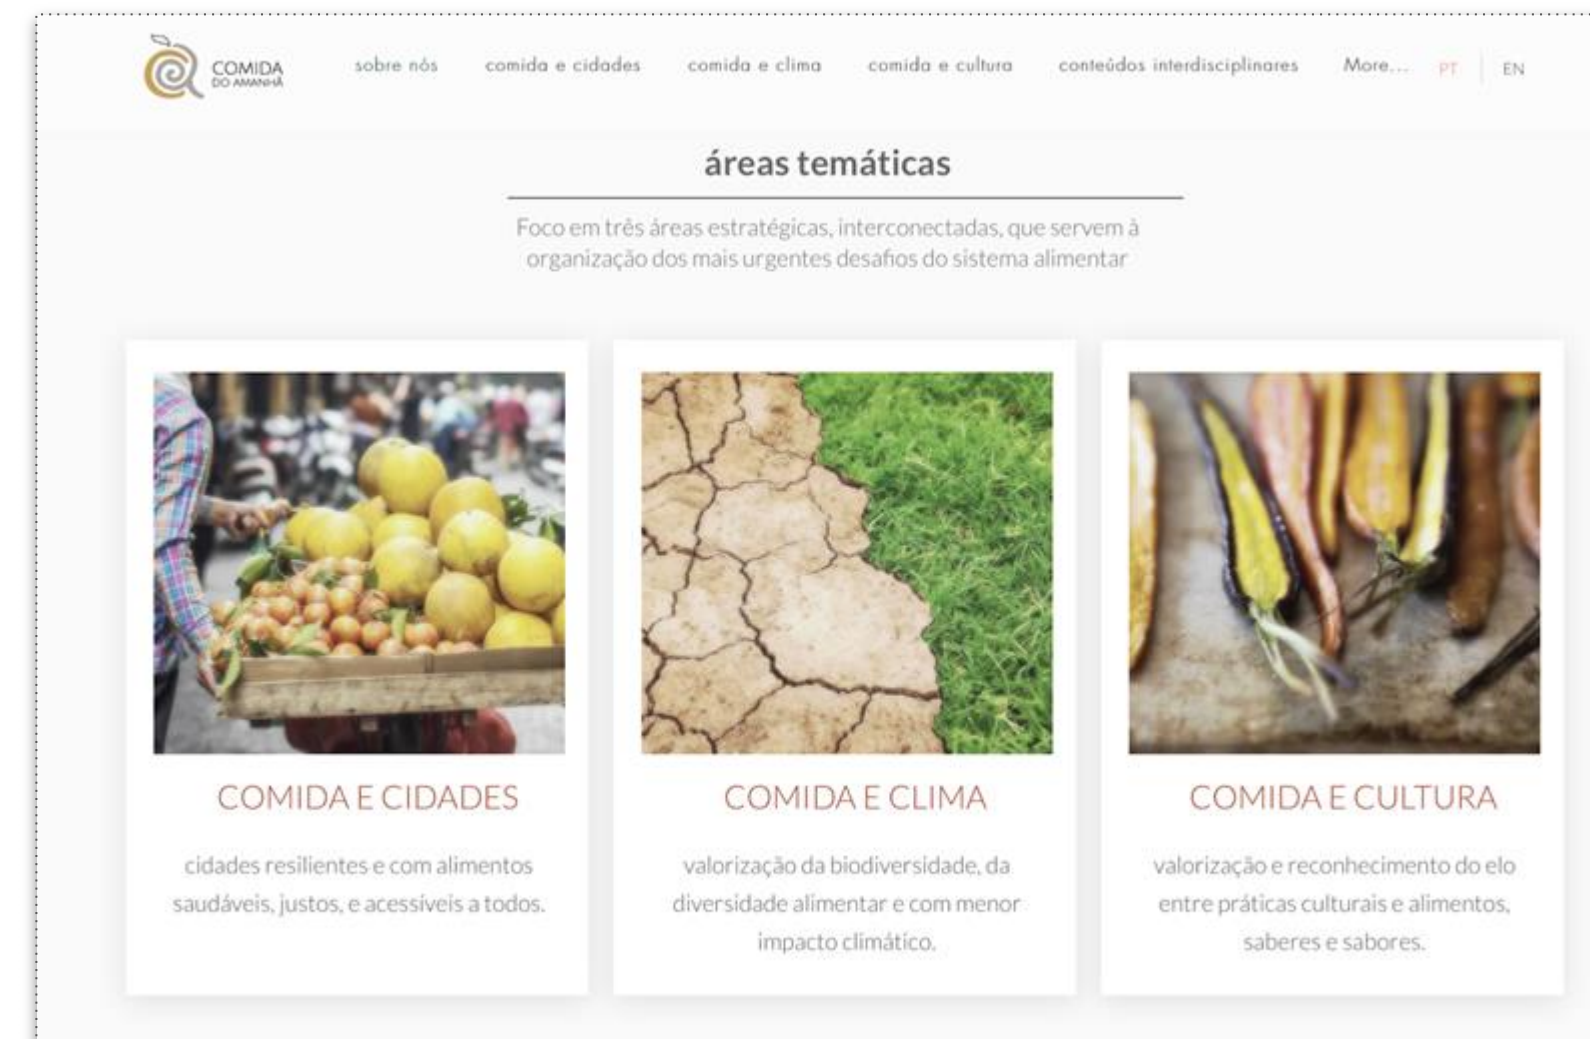 COMIDA
DO AMANHÃ
sobre nós
comida e cidades
comida e clima
comida e cultura
conteúdos interdisciplinares
More...
PT
EN
áreas temáticas
Foco em três áreas estratégicas, interconectadas, que servem à
organização dos mais urgentes desafios do sistema alimentar
COMIDA E CIDADES
cidades resilientes e com alimentos
saudáveis, justos, e acessíveis a todos.
COMIDA E CLIMA
valorização da biodiversidade, da
diversidade alimentar e com menor
impacto climático.
COMIDA E CULTURA
valorização e reconhecimento do elo
entre práticas culturais e alimentos,
saberes e sabores.